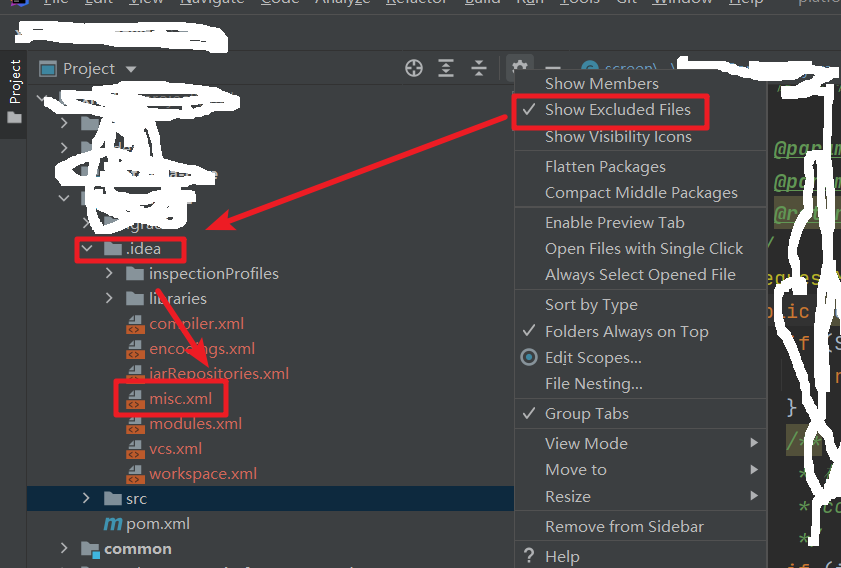 File Edit View Navigate Code Analyze Refactor Build Run Tools Git Window Help
Project
Project
.idea
inspectionProfiles
libraries
compiler.xml
encodings.xml
jarRepositories.xml
misc.xml
modules.xml
vcs.xml
workspace.xml
src
pom.xml
common
Show Members
Show Excluded Files
Show Visibility Icons
Flatten Packages
Compact Middle Packages
Enable Preview Tab
Open Files with Single Click
Always Select Opened File
Sort by Type
Folders Always on Top
Edit Scopes...
File Nesting...
Group Tabs
View Mode
Move to
Resize
Remove from Sidebar
? Help
@param
@param
/**
*/